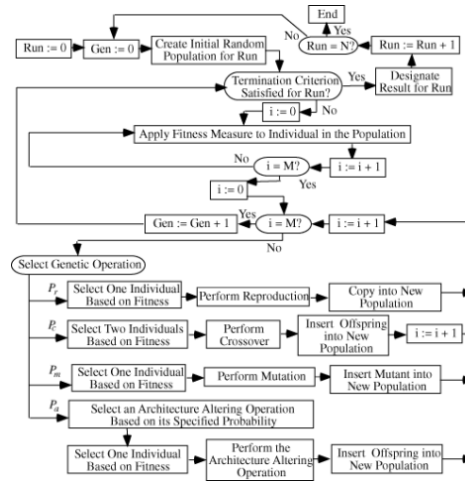 End
Yes
No
Run := 0
Gen := 0
Create Initial Random
Population for Run
Run = N?
Run := Run + 1
Termination Criterion
Satisfied for Run?
Yes
Designate
Result for Run
i := 0
No
Apply Fitness Measure to Individual in the Population
No
i = M?
i := i + 1
i := 0
Yes
Gen := Gen + 1
Yes
i = M?
i := i + 1
No
Select Genetic Operation
Pr
Select One Individual
Based on Fitness
Perform Reproduction
Copy into New
Population
Pc
Select Two Individuals
Based on Fitness
Perform
Crossover
Insert Offspring
into New
Population
i := i + 1
Pm
Select One Individual
Based on Fitness
Perform Mutation
Insert Mutant into
New Population
Pa
Select an Architecture Altering Operation
Based on its Specified Probability
Select One Individual
Based on Fitness
Perform the
Architecture Altering
Operation
Insert Offspring into
New Population